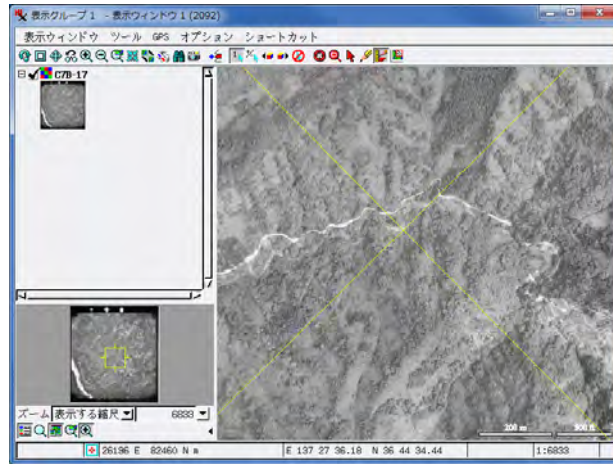 表示グループ 1 - 表示ウィンドウ 1 (2092)
表示ウィンドウ ツール GPS オプション ショートカット
C7B-17
ズーム 表示する縮尺 6833
200 m 500 ft
26196 E 82460 N m E 137 27 36.18 N 36 44 34.44 1:6833